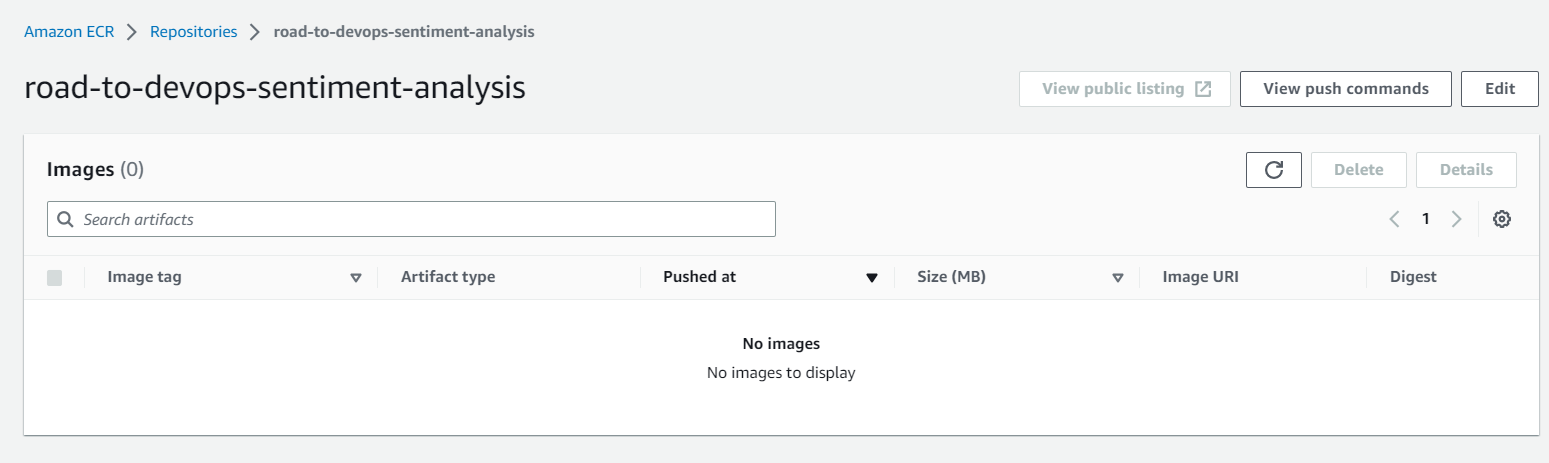 Amazon ECR > Repositories > road-to-devops-sentiment-analysis
road-to-devops-sentiment-analysis
View public listing
View push commands
Edit
Images (0)
Delete
Details
Search artifacts
1
Image tag
Artifact type
Pushed at
Size (MB)
Image URI
Digest
No images
No images to display